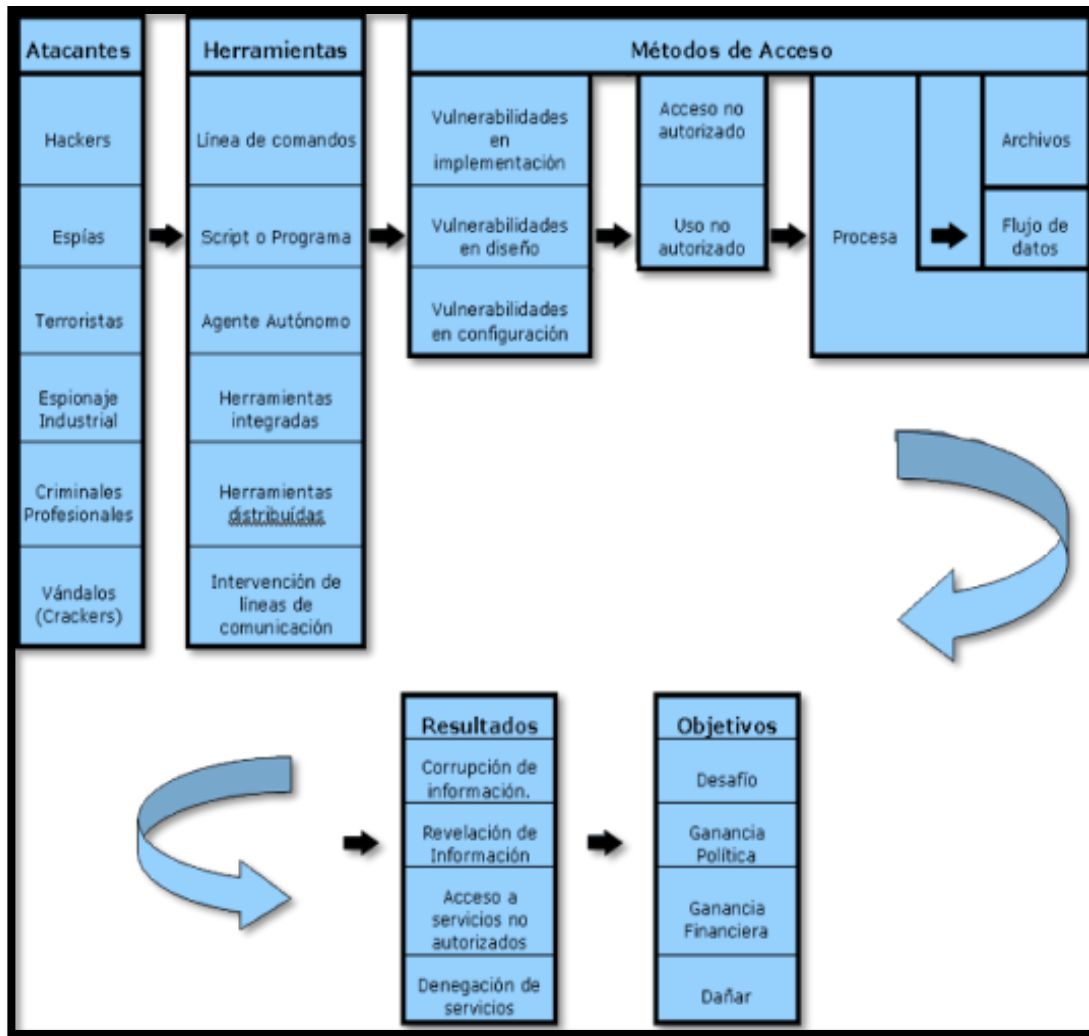 Atacantes
Hackers
Espías
Terroristas
Espionaje
Industrial
Criminales
Profesionales
Vándalos
(Crackers)
Herramientas
Línea de comandos
Script o Programa
Agente Autónomo
Herramientas
integradas
Herramientas
distribuídas
Intervención de
líneas de
comunicación
Métodos de Acceso
Vulnerabilidades
en
implementación
Vulnerabilidades
en diseño
Vulnerabilidades
en configuración
Acceso no
autorizado
Uso no
autorizado
Procesa
Archivos
Flujo de
datos
Resultados
Corrupción de
información.
Revelación de
Información
Acceso a
servicios no
autorizados
Denegación de
servicios
Objetivos
Desafío
Ganancia
Política
Ganancia
Financiera
Dañar